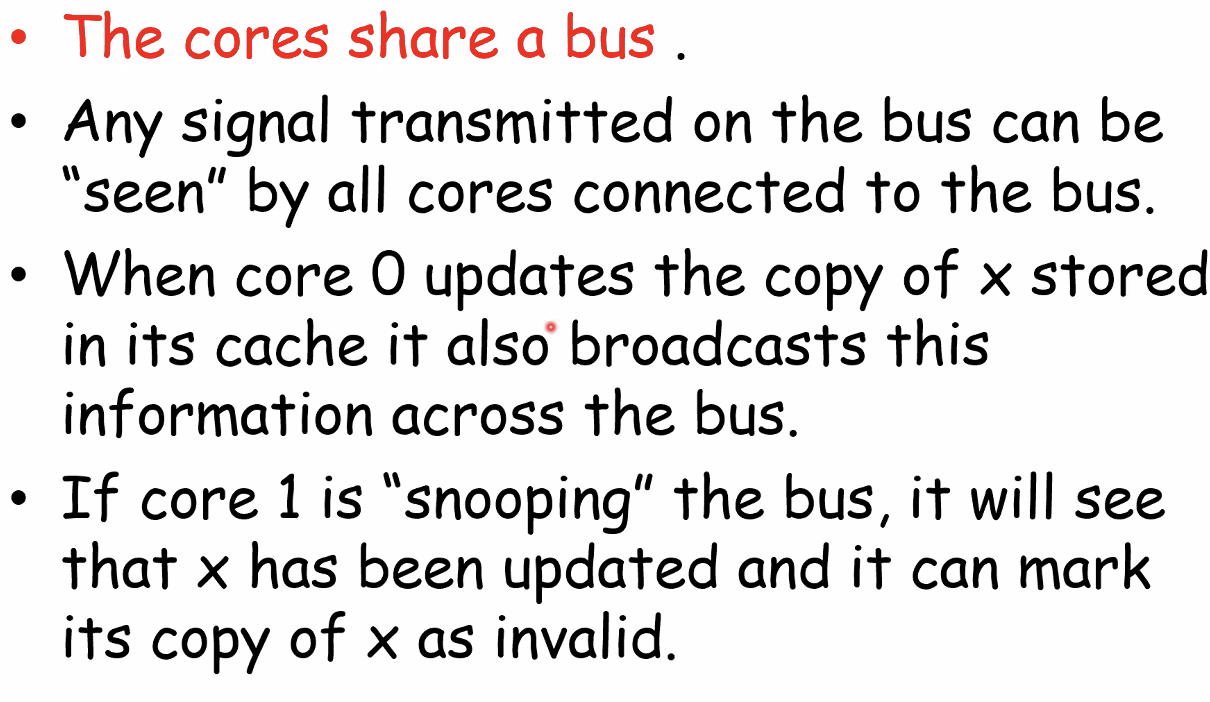 • The cores share a bus .
• Any signal transmitted on the bus can be
“seen” by all cores connected to the bus.
• When core 0 updates the copy of x stored
in its cache it also broadcasts this
information across the bus.
• If core 1 is “snooping” the bus, it will see
that x has been updated and it can mark
its copy of x as invalid.